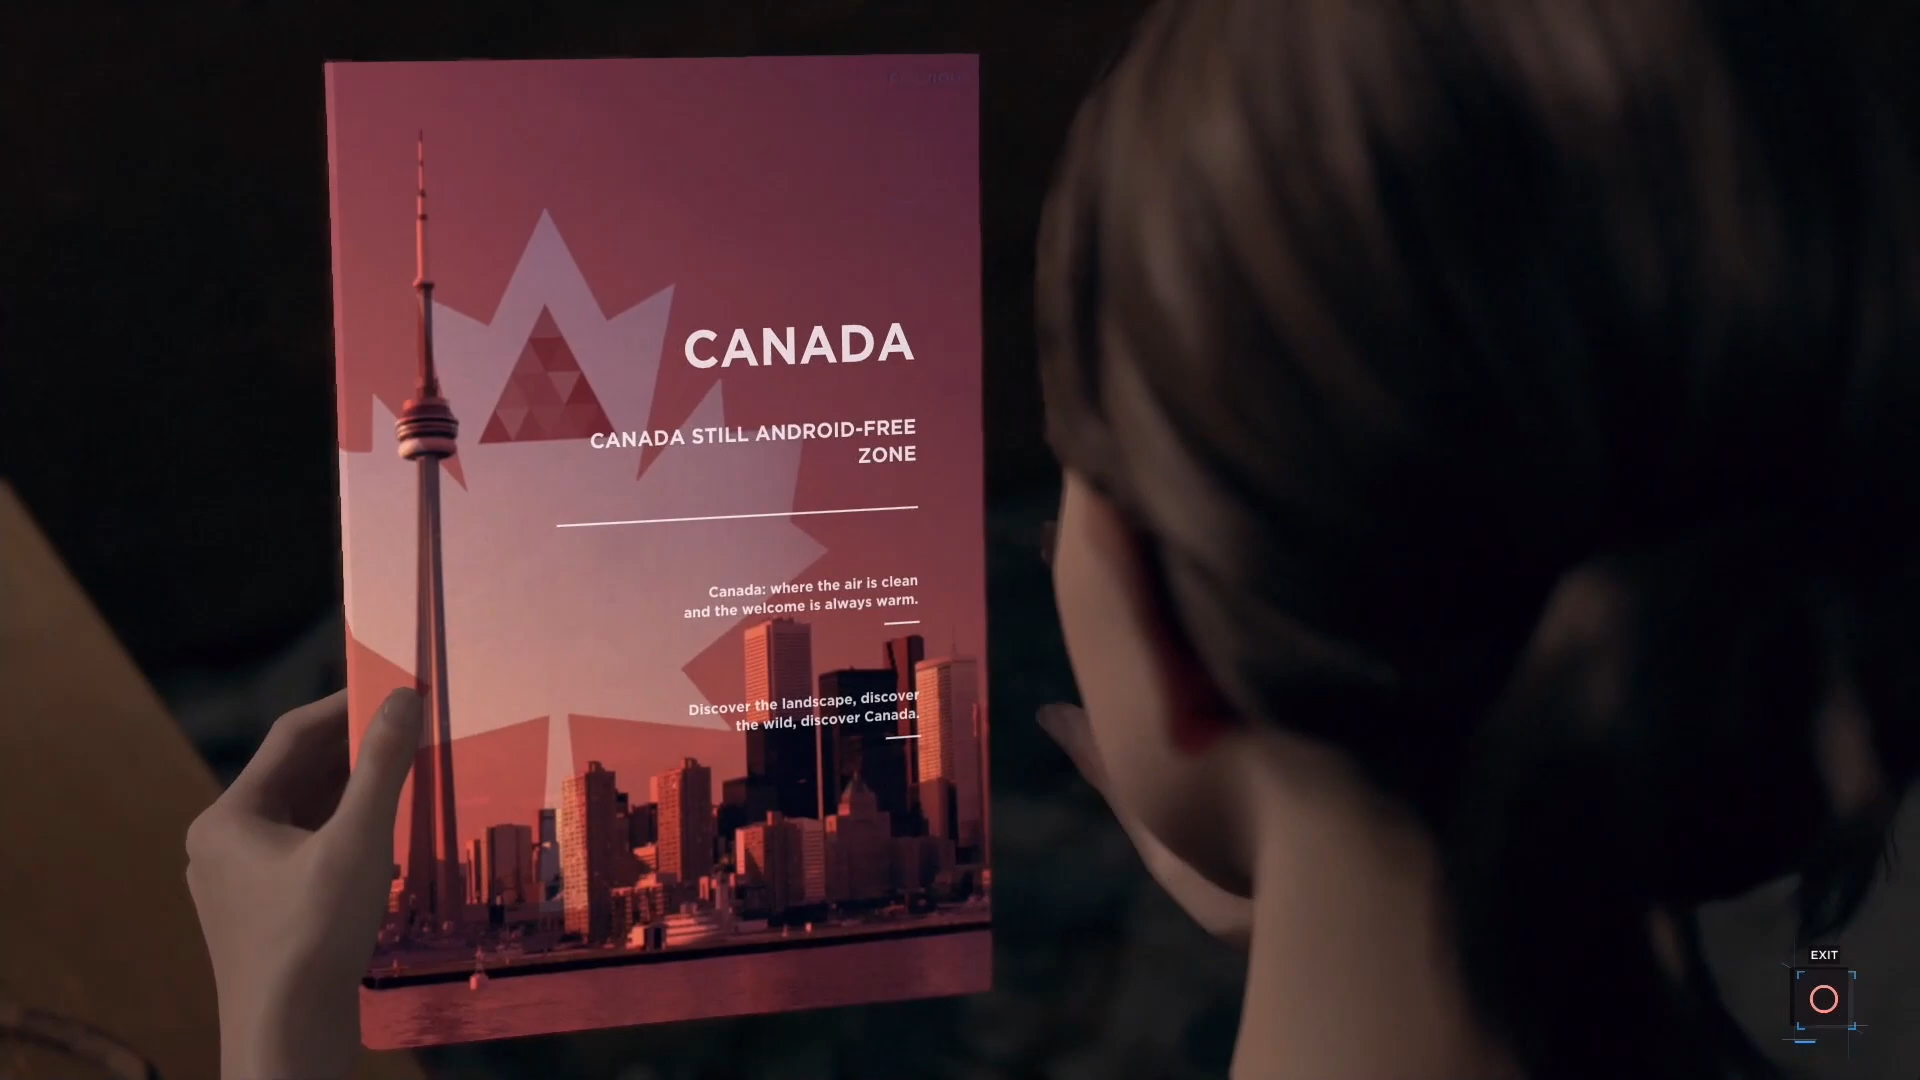 CANADA
CANADA STILL ANDROID-FREE
ZONE
Canada: where the air is clean
and the welcome is always warm.
Discover the landscape, discover
the wild, discover Canada.
EXIT